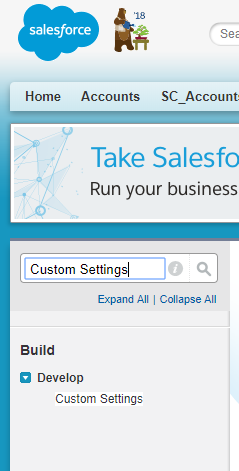 salesforce
'18
Sea
Home Accounts SC_Accounts
Take Salesfo
Run your business
Custom Settings
Expand All | Collapse All
Build
Develop
Custom Settings